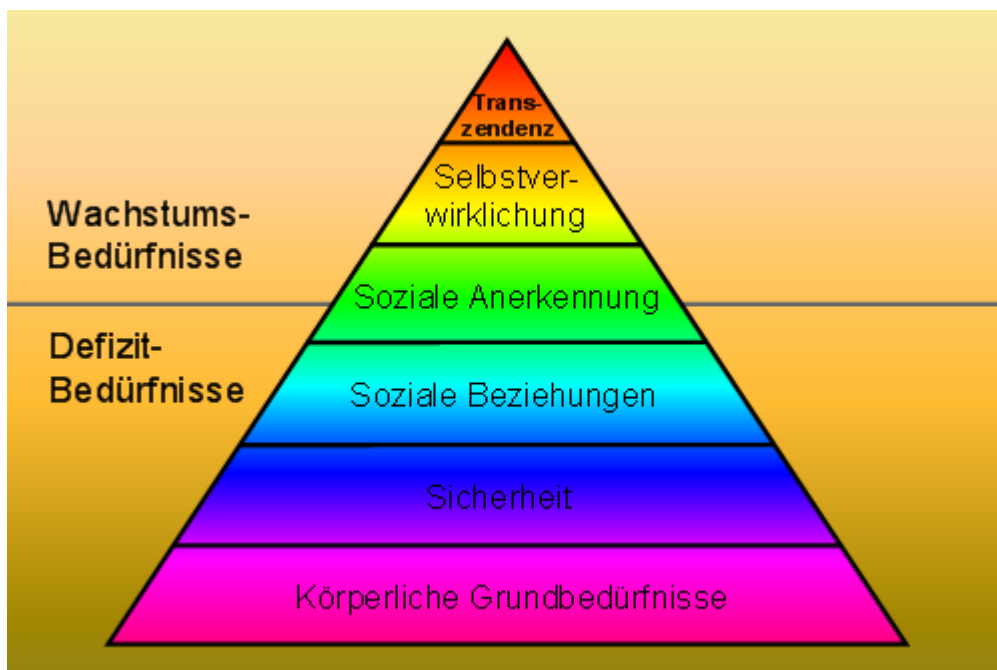 Trans-
zendenz
Selbstver-
wirklichung
Wachstums-
Bedürfnisse
Soziale Anerkennung
Defizit-
Bedürfnisse
Soziale Beziehungen
Sicherheit
Körperliche Grundbedürfnisse